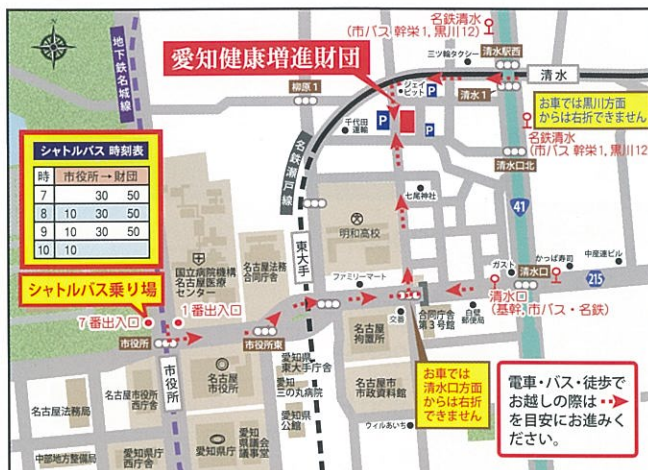 名鉄清水
(市バス 幹栄1, 黒川12)
地下鉄名城線
三ツ輪タクシー
清水駅西
愛知健康増進財団
清水
柳原1
ジェイピット
清水1
P
お車では黒川方面
からは右折できません
千代田
運輸
P
P
シャトルバス 時刻表
時 市役所→財団
7 30 50
8 10 30 50
9 10 30 50
10 10
名鉄瀬戸線
名鉄清水
(市バス 幹栄1, 黒川12)
清水口北
七尾神社
41
明和高校
東大手
国立病院機構
名古屋医療
センター
名古屋法務
合同庁舎
ファミリーマート
ガスト
清水口
かっぱ寿司
中産連ビル
215
シャトルバス乗り場
7番出入口
1番出入口
清水口
(基幹, 市バス・名鉄)
交番
合同庁舎
第3号館
白壁
郵便局
市役所
市役所東
名古屋
拘置所
お車では
清水口方面
からは右折
できません
電車・バス・徒歩で
お越しの際は
を目安にお進みく
ださい。
市役所
名古屋
市役所
愛知県
東大手庁舎
名古屋市役所
西庁舎
愛知
三の丸病院
名古屋市
市政資料館
名古屋法務局
愛知県
公館
ウィルあいち
中部地方整備局
愛知県庁
西庁舎
愛知県庁
愛知県議会
議事堂